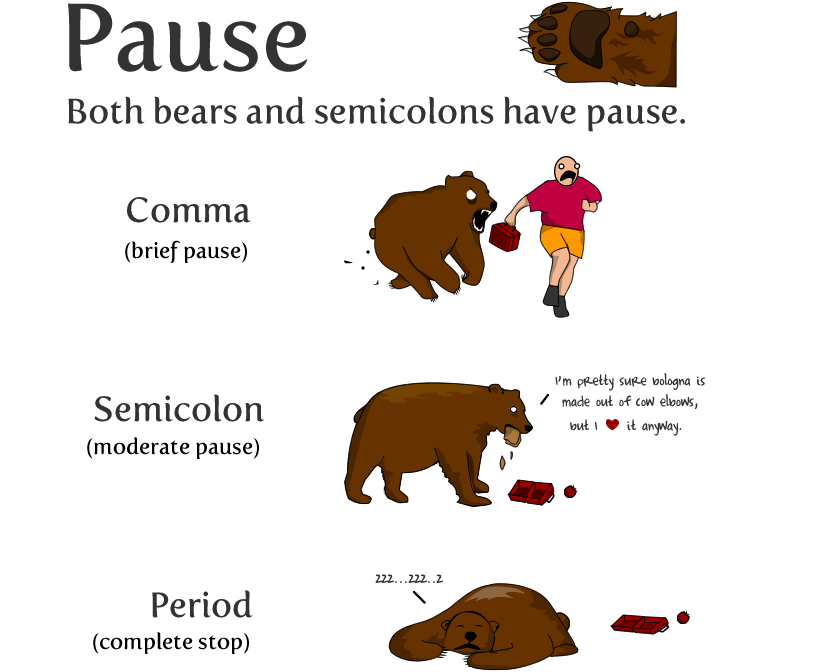 Pause
Both bears and semicolons have pause.
Comma
(brief pause)
Semicolon
(moderate pause)
I'm pretty sure bologna is
made out of cow elbows,
but I ♥ it anyway.
zzz...zzz..z
Period
(complete stop)